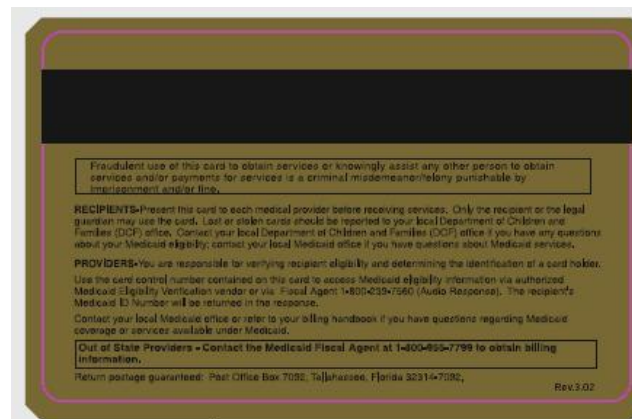 Fraudulent use of this card to obtain services or knowingly assist any other person to obtain
services and/or payments for services is a criminal misdemeanor/felony punishable by
imprisonment and/or fine.
RECIPIENTS-Present this card to each medical provider before receiving services. Only the recipient or the legal
guardian may use the card. Lost or stolen cards should be reported to your local Department of Children and
Families (DCF) office. Contact your local Department of Children and Families (DCF) office if you have any questions
about your Medicaid eligibility; contact your local Medicaid office if you have questions about Medicaid services.
PROVIDERS-You are responsible for verifying recipient eligibility and determining the identification of a card holder.
Use the card control number contained on this card to access Medicaid eligibility information via authorized
Medicaid Eligibility Verification vendor or via Fiscal Agent 1-800-239-7560 (Audio Response). The recipient's
Medicaid ID Number will be returned in the response.
Contact your local Medicaid office or refer to your billing handbook if you have questions regarding Medicaid
coverage or services available under Medicaid.
Out of State Providers - Contact the Medicaid Fiscal Agent at 1-800-955-7799 to obtain billing
information.
Return postage guaranteed: Post Office Box 7092, Tallahassee, Florida 32314-7092,
Rev.3.02